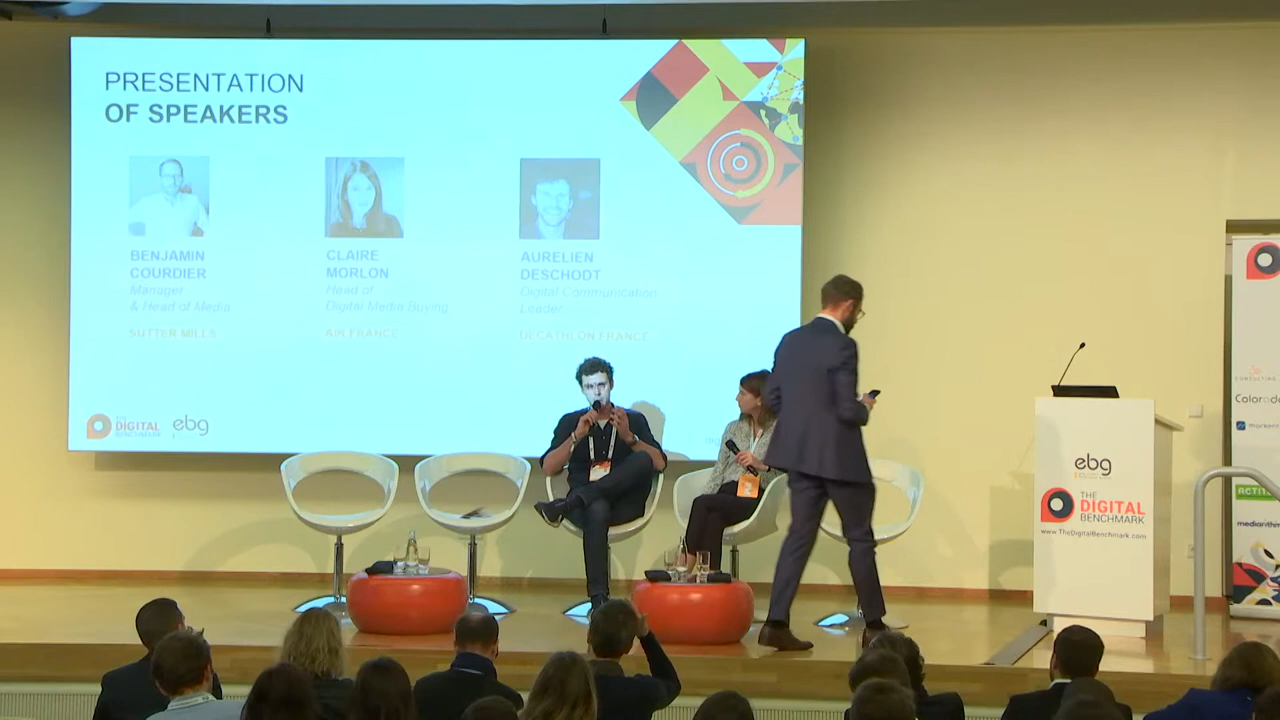 PRESENTATION
OF SPEAKERS
BENJAMIN
COURDIER
Manager
& Head of Media
SUTTER MILLS
CLAIRE
MORLON
Head of
Digital Media Buying
AIR FRANCE
AURELIEN
DESCHODT
Digital Communication
Leader
DECATHLON FRANCE
THE
DIGITAL
BENCHMARK
ebg
ebg
THE
DIGITAL
BENCHMARK
www.TheDigitalBenchmark.com
CONSULTING